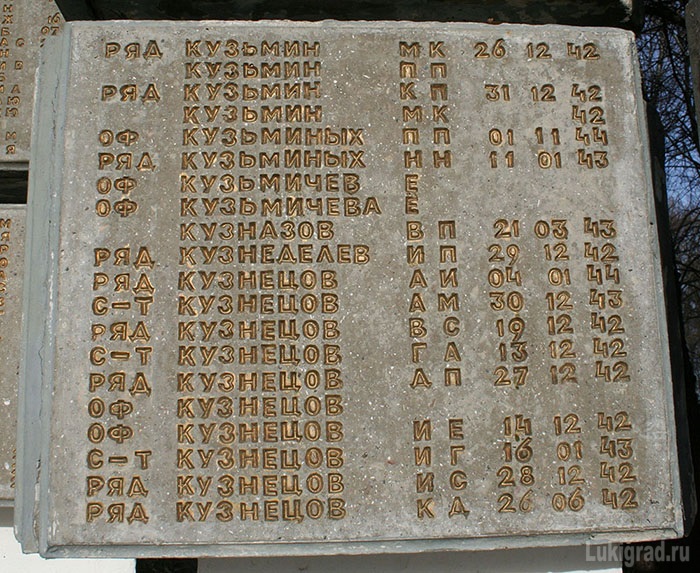 РЯД КУЗЬМИН М К 26 12 42
КУЗЬМИН П П
РЯД КУЗЬМИН К П 31 12 42
КУЗЬМИН М К 42
ОФ КУЗЬМИНЫХ П П 01 11 44
РЯД КУЗЬМИНЫХ Н Н 11 01 43
ОФ КУЗЬМИЧЕВ Е
ОФ КУЗЬМИЧЕВА Е
КУЗНАЗОВ В П 21 03 43
РЯД КУЗНЕДЕЛЕВ И П 29 12 42
РЯД КУЗНЕЦОВ А И 04 01 44
С-Т КУЗНЕЦОВ А М 30 12 43
РЯД КУЗНЕЦОВ В С 19 12 42
С-Т КУЗНЕЦОВ Г А 13 12 42
РЯД КУЗНЕЦОВ Д П 27 12 42
ОФ КУЗНЕЦОВ
ОФ КУЗНЕЦОВ И Е 14 12 42
С-Т КУЗНЕЦОВ И Г 16 01 43
РЯД КУЗНЕЦОВ И С 28 12 42
РЯД КУЗНЕЦОВ К Д 26 06 42
Lukigrad.ru